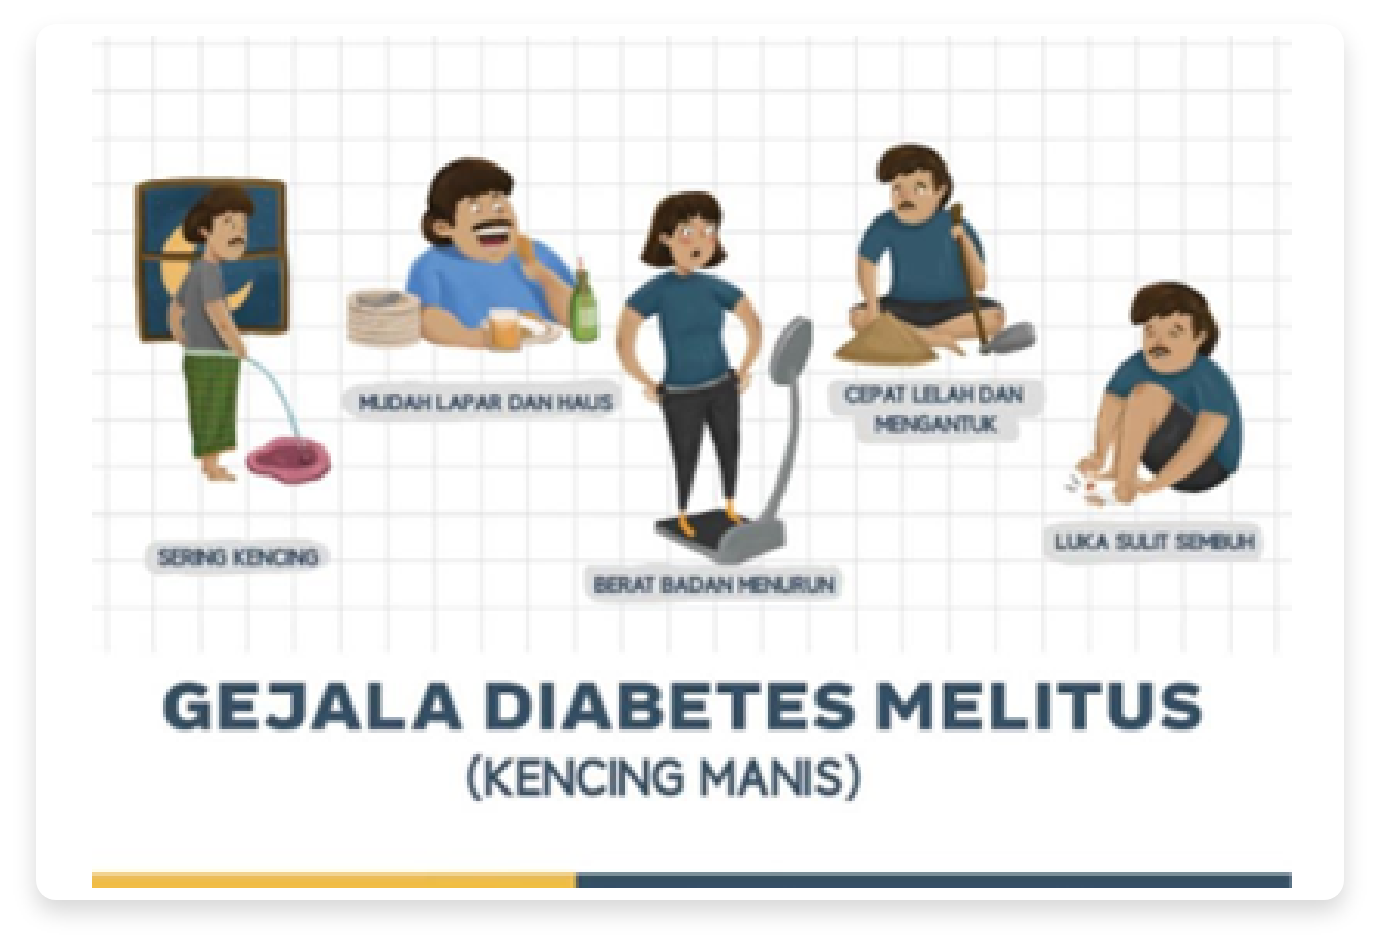 SERING KENCING
MUDAH LAPAR DAN HAUS
BERAT BADAN MENURUN
CEPAT LELAH DAN
MENGANTUK
LUKA SULIT SEMBUH
GEJALA DIABETES MELITUS
(KENCING MANIS)